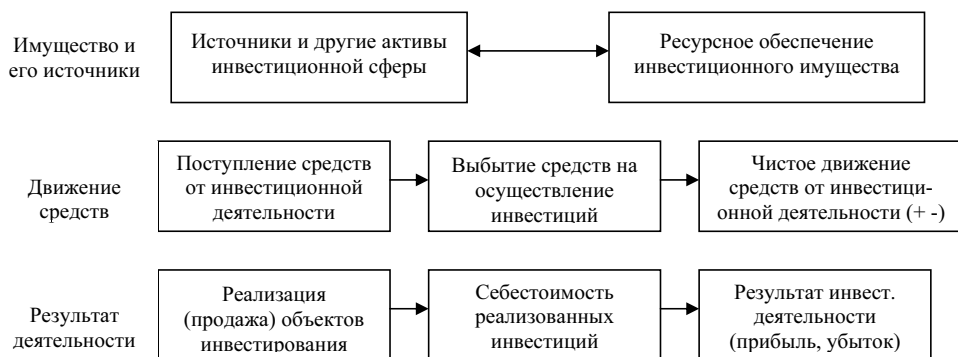 Имущество и
его источники
Источники и другие активы
инвестиционной сферы
Ресурсное обеспечение
инвестиционного имущества
Движение
средств
Поступление средств
от инвестиционной
деятельности
Выбытие средств на
осуществление
инвестиций
Чистое движение
средств от инвестици-
онной деятельности (+ -)
Результат
деятельности
Реализация
(продажа) объектов
инвестирования
Себестоимость
реализованных
инвестиций
Результат инвест.
деятельности
(прибыль, убыток)